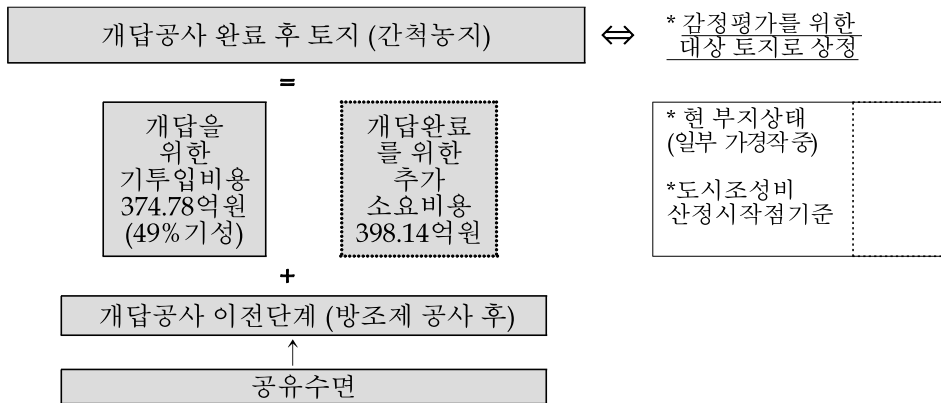 개답공사 완료 후 토지 (간척농지)
⇔
* 감정평가를 위한
대상 토지로 상정
=
개답을
위한
기투입비용
374.78억원
(49%기성)
개답완료
를 위한
추가
소요비용
398.14억원
* 현 부지상태
(일부 가경작중)
*도시조성비
산정시작점기준
+
개답공사 이전단계 (방조제 공사 후)
↑
공유수면